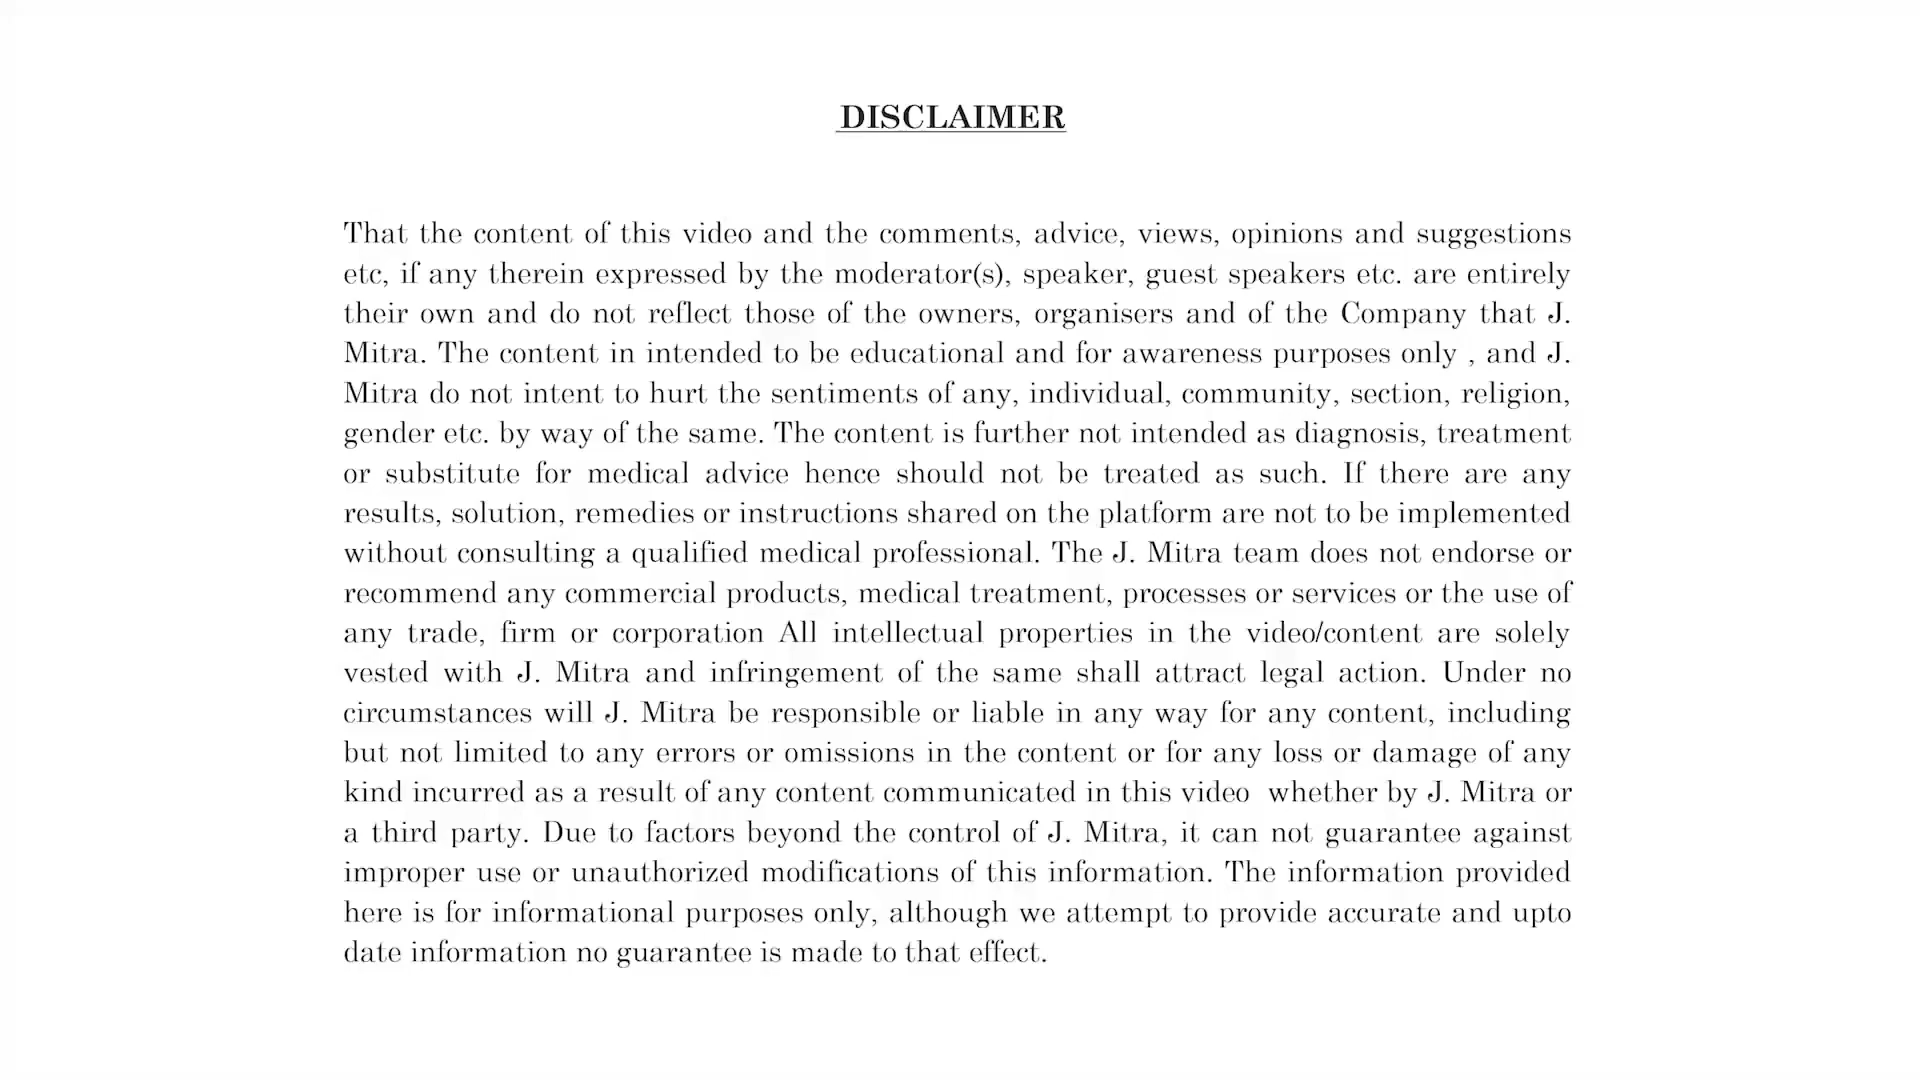 DISCLAIMER
That the content of this video and the comments, advice, views, opinions and suggestions
etc, if any therein expressed by the moderator(s), speaker, guest speakers etc. are entirely
their own and do not reflect those of the owners, organisers and of the Company that J.
Mitra. The content in intended to be educational and for awareness purposes only , and J.
Mitra do not intent to hurt the sentiments of any, individual, community, section, religion,
gender etc. by way of the same. The content is further not intended as diagnosis, treatment
or substitute for medical advice hence should not be treated as such. If there are any
results, solution, remedies or instructions shared on the platform are not to be implemented
without consulting a qualified medical professional. The J. Mitra team does not endorse or
recommend any commercial products, medical treatment, processes or services or the use of
any trade, firm or corporation All intellectual properties in the video/content are solely
vested with J. Mitra and infringement of the same shall attract legal action. Under no
circumstances will J. Mitra be responsible or liable in any way for any content, including
but not limited to any errors or omissions in the content or for any loss or damage of any
kind incurred as a result of any content communicated in this video  whether by J. Mitra or
a third party. Due to factors beyond the control of J. Mitra, it can not guarantee against
improper use or unauthorized modifications of this information. The information provided
here is for informational purposes only, although we attempt to provide accurate and upto
date information no guarantee is made to that effect.